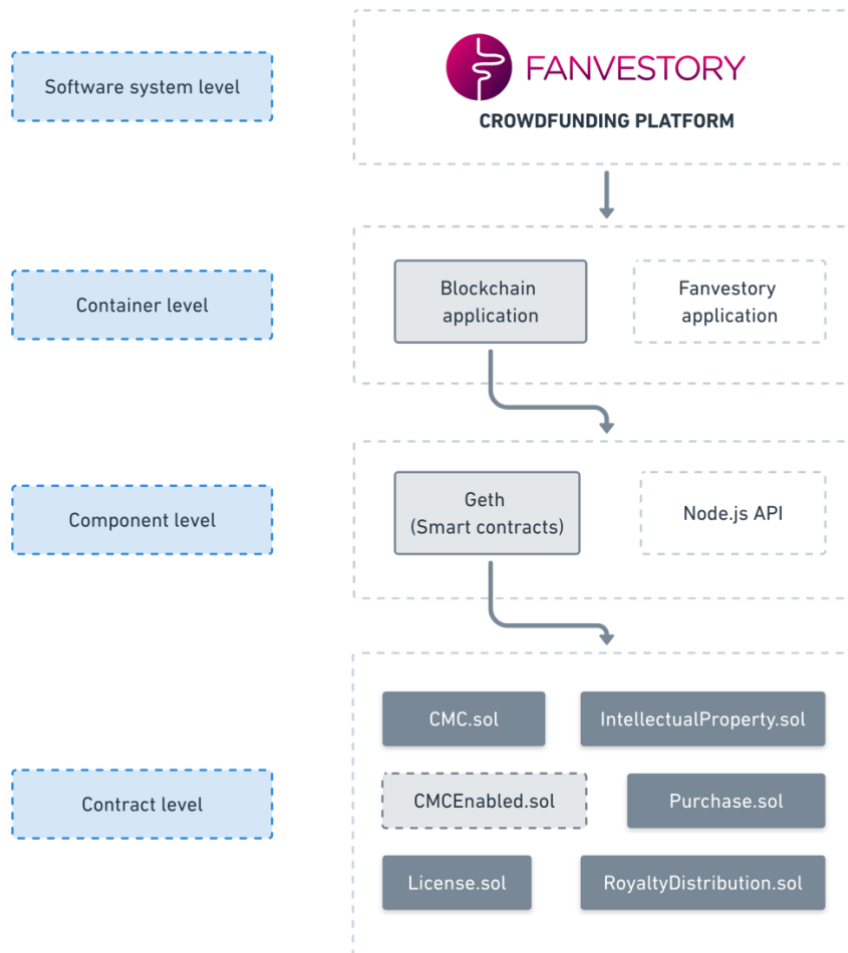 Software system level
FANVESTORY
CROWDFUNDING PLATFORM
Container level
Blockchain
application
Fanvestory
application
Component level
Geth
(Smart contracts)
Node.js API
Contract level
CMC.sol
IntellectualProperty.sol
CMCEnabled.sol
Purchase.sol
License.sol
RoyaltyDistribution.sol